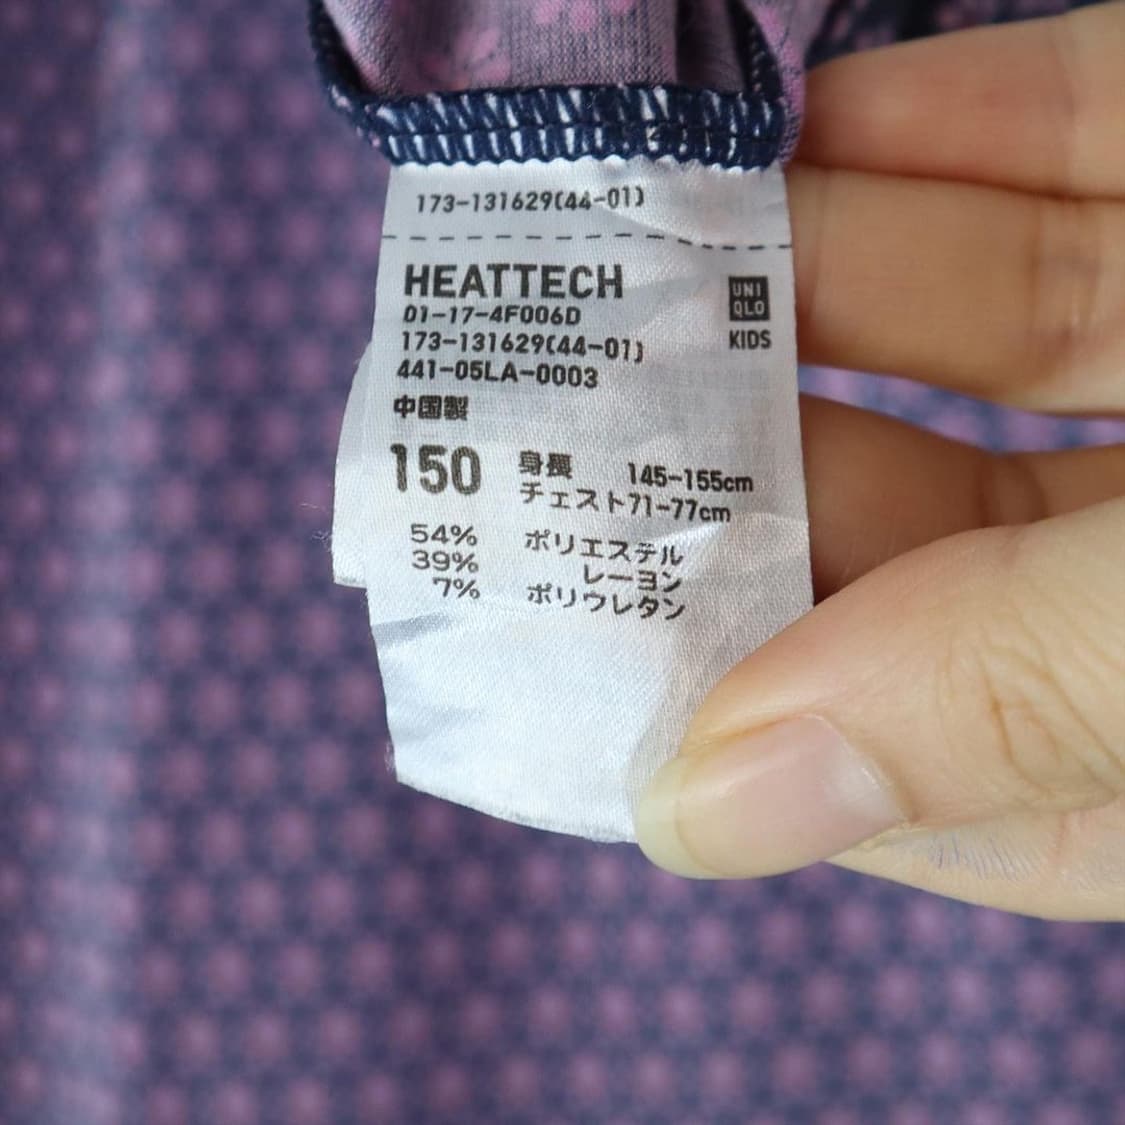 173-131629(44-01)
HEATTECH
UNI
QLO
KIDS
01-17-4F006D
173-131629(44-01)
441-05LA-0003
中国製
150
身長 145-155cm
チェスト71-77cm
54% ポリエステル
39% レーヨン
7% ポリウレタン